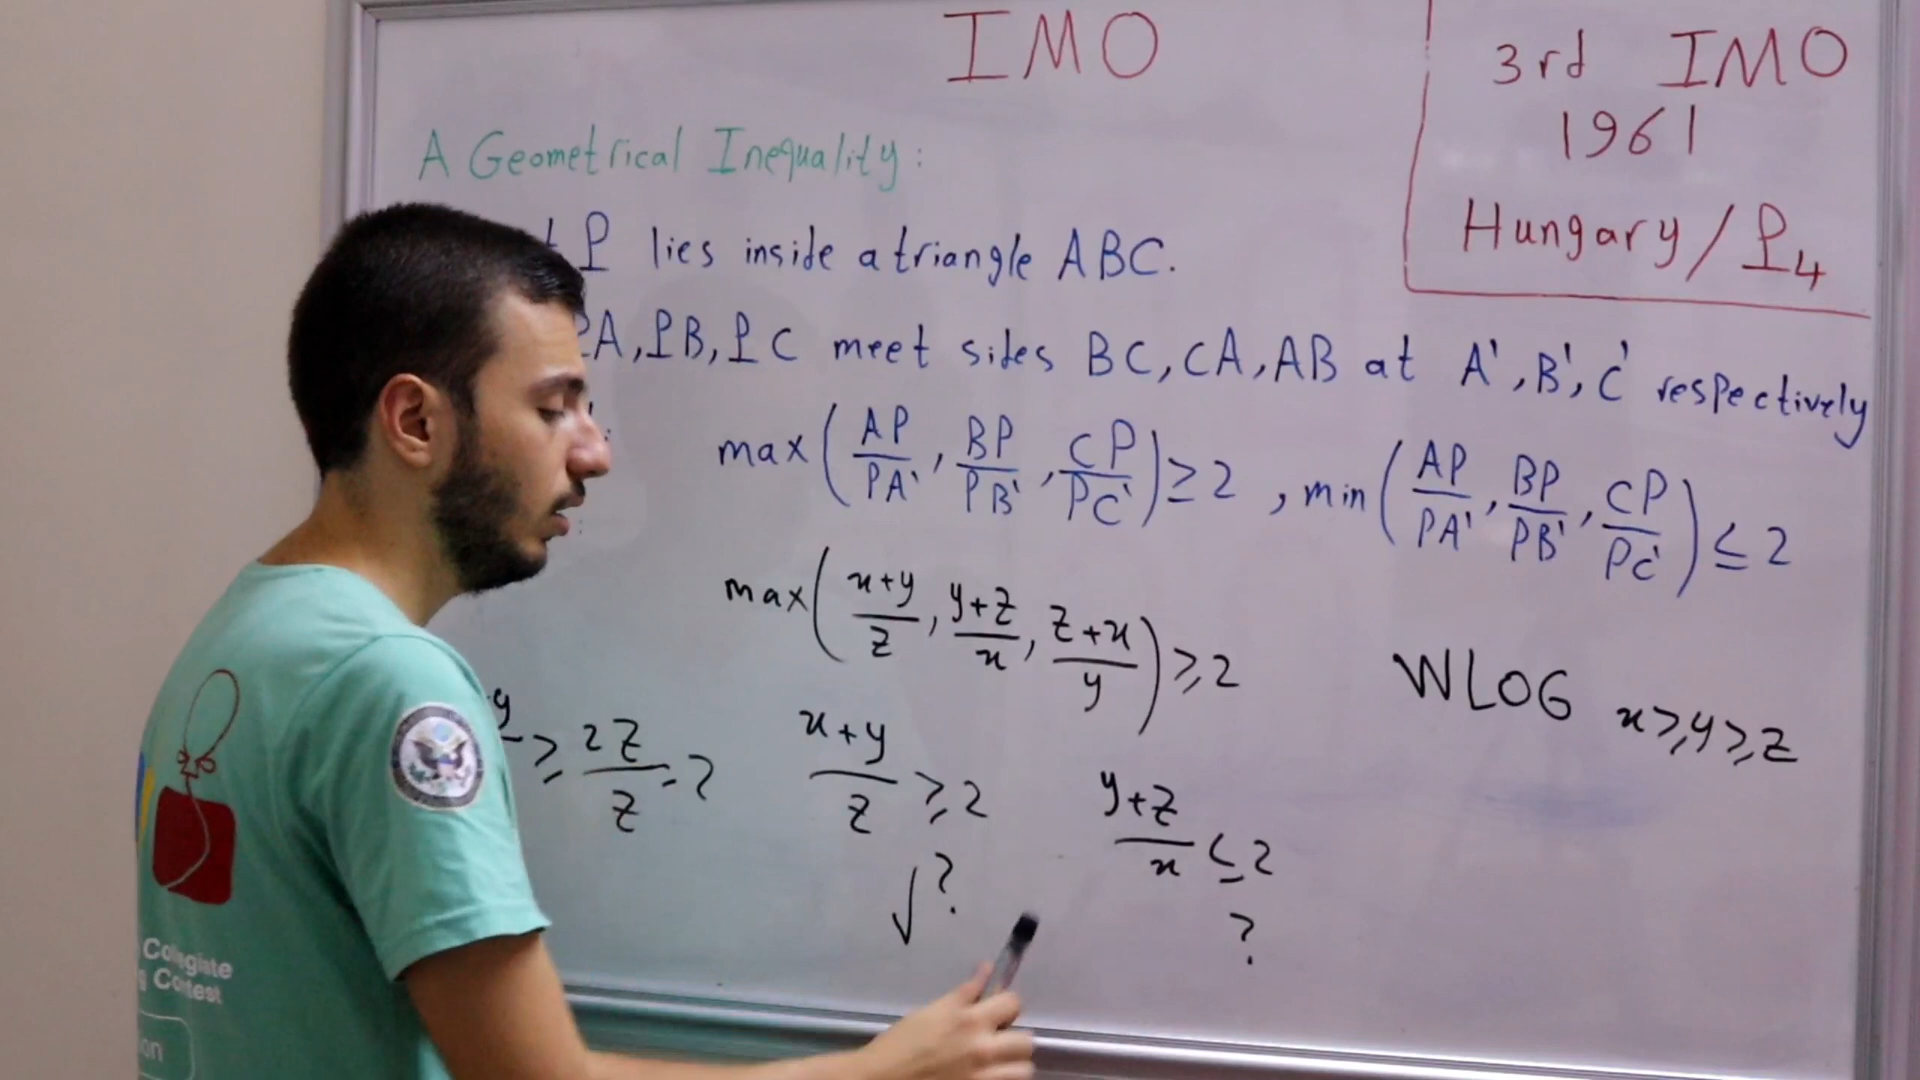 IMO
3rd IMO
1961
Hungary / P4
A Geometrical Inequality:
P lies inside a triangle ABC.
PA, PB, PC meet sides BC, CA, AB at A', B', C' respectively
max(AP/PA', BP/PB', CP/PC') ≥ 2 , min(AP/PA', BP/PB', CP/PC') ≤ 2
max(x+y/z, y+z/x, z+x/y) ≥ 2
WLOG x ≥ y ≥ z
y ≥ 2z/z = 2
x+y/z ≥ 2
√ ?
y+z/x ≤ 2
?
Contest